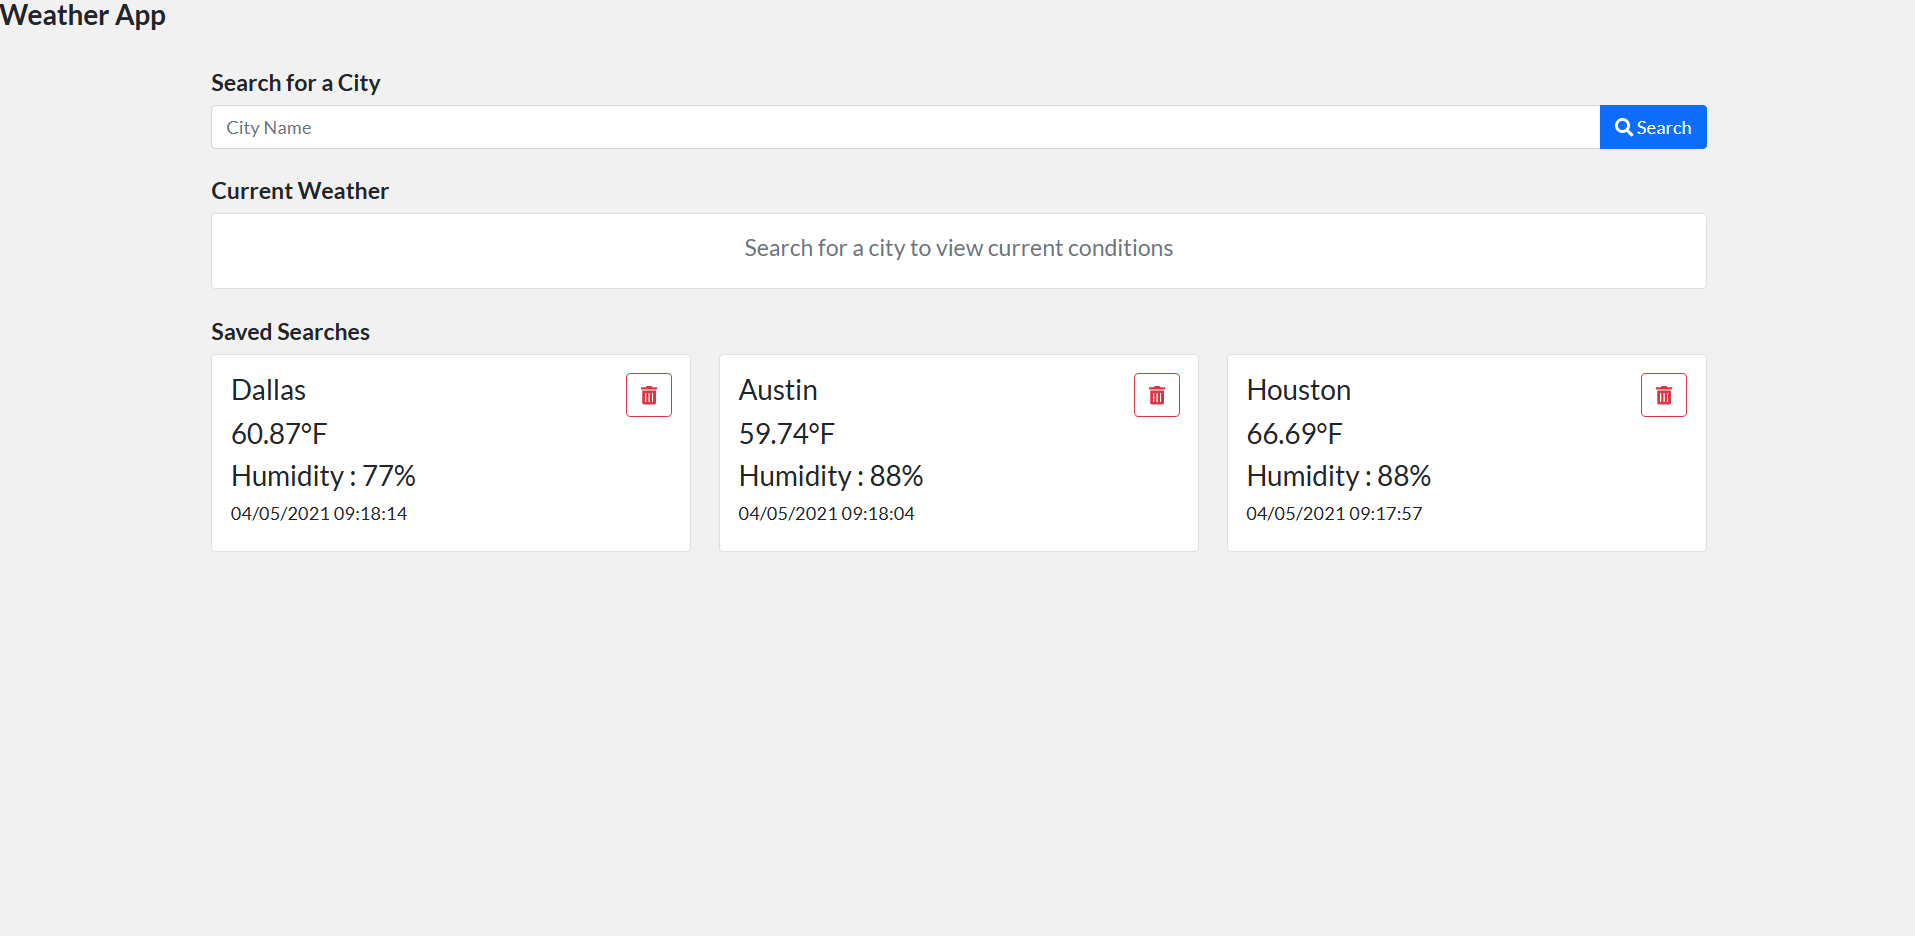 Weather App
Search for a City
City Name
Search
Current Weather
Search for a city to view current conditions
Saved Searches
Dallas
60.87°F
Humidity : 77%
04/05/2021 09:18:14
Austin
59.74°F
Humidity : 88%
04/05/2021 09:18:04
Houston
66.69°F
Humidity : 88%
04/05/2021 09:17:57